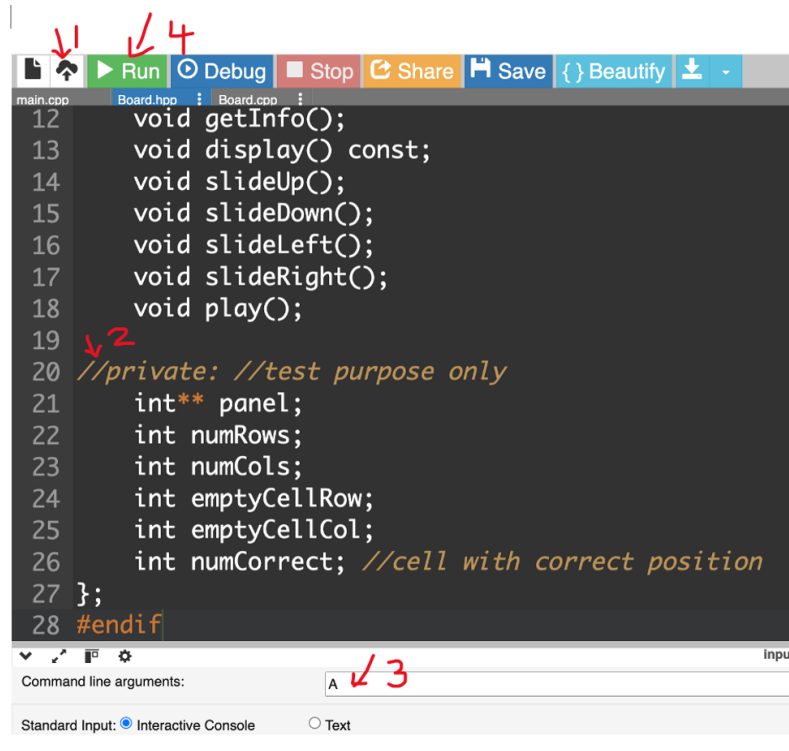 1 4
Run Debug Stop Share Save { } Beautify
main.cpp Board.hpp Board.cpp
12 void getInfo();
13 void display() const;
14 void slideUp();
15 void slideDown();
16 void slideLeft();
17 void slideRight();
18 void play();
19 2
20 //private: //test purpose only
21 int** panel;
22 int numRows;
23 int numCols;
24 int emptyCellRow;
25 int emptyCellCol;
26 int numCorrect; //cell with correct position
27 };
28 #endif
inpu
Command line arguments: A 3
Standard Input: Interactive Console Text